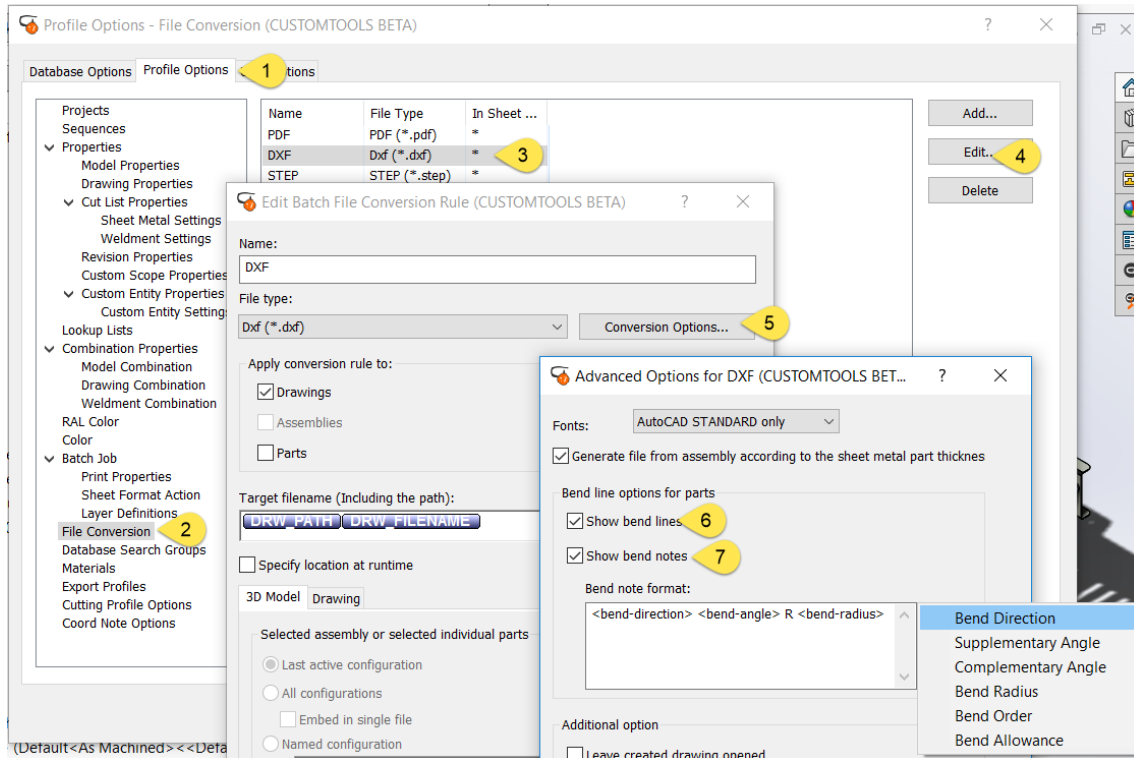 Profile Options - File Conversion (CUSTOMTOOLS BETA) ?
Database Options Profile Options 1 tions
Projects
Sequences
Properties
Model Properties
Drawing Properties
Cut List Properties
Sheet Metal Settings
Weldment Settings
Revision Properties
Custom Scope Properties
Custom Entity Properties
Custom Entity Setting
Lookup Lists
Combination Properties
Model Combination
Drawing Combination
Weldment Combination
RAL Color
Color
Batch Job
Print Properties
Sheet Format Action
Layer Definitions
File Conversion 2
Database Search Groups
Materials
Export Profiles
Cutting Profile Options
Coord Note Options
Name File Type In Sheet ...
PDF PDF (*.pdf) *
DXF Dxf (*.dxf) * 3
STEP STEP (*.step) *
Add...
Edit.. 4
Delete
Edit Batch File Conversion Rule (CUSTOMTOOLS BETA) ?
Name:
DXF
File type:
Dxf (*.dxf) Conversion Options... 5
Apply conversion rule to:
Drawings
Assemblies
Parts
Target filename (Including the path):
DRW_PATH DRW_FILENAME
Specify location at runtime
3D Model Drawing
Selected assembly or selected individual parts
Last active configuration
All configurations
Embed in single file
Named configuration
Advanced Options for DXF (CUSTOMTOOLS BET... ?
Fonts: AutoCAD STANDARD only
Generate file from assembly according to the sheet metal part thicknes
Bend line options for parts
Show bend lines 6
Show bend notes 7
Bend note format:
<bend-direction> <bend-angle> R <bend-radius>
Bend Direction
Supplementary Angle
Complementary Angle
Bend Radius
Bend Order
Bend Allowance
Additional option
Leave created drawing opened
(Default<As Machined><<Defa